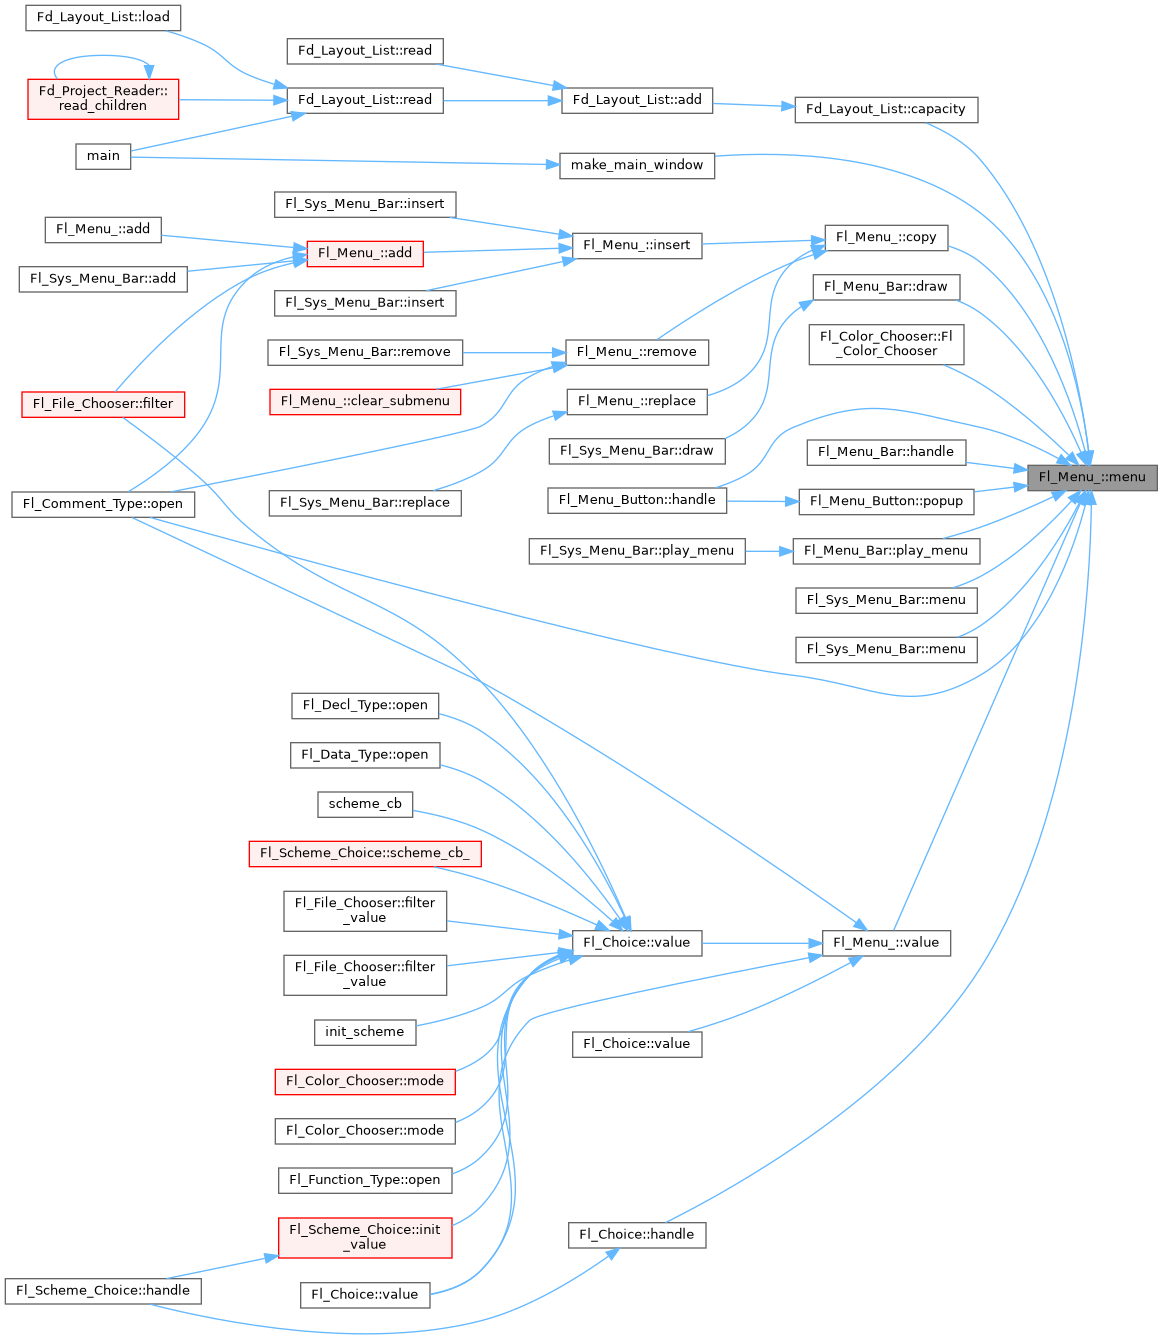 Fd_Layout_List::load
Fd_Layout_List::read
Fd_Project_Reader::
read_children
Fd_Layout_List::read
Fd_Layout_List::add
Fd_Layout_List::capacity
main
make_main_window
Fl_Sys_Menu_Bar::insert
Fl_Menu_::add
Fl_Menu_::add
Fl_Menu_::insert
Fl_Menu_::copy
Fl_Sys_Menu_Bar::add
Fl_Sys_Menu_Bar::insert
Fl_Menu_Bar::draw
Fl_Color_Chooser::Fl
_Color_Chooser
Fl_Sys_Menu_Bar::remove
Fl_Menu_::remove
Fl_File_Chooser::filter
Fl_Menu_::clear_submenu
Fl_Menu_::replace
Fl_Sys_Menu_Bar::draw
Fl_Menu_Bar::handle
Fl_Menu_::menu
Fl_Comment_Type::open
Fl_Sys_Menu_Bar::replace
Fl_Menu_Button::handle
Fl_Menu_Button::popup
Fl_Sys_Menu_Bar::play_menu
Fl_Menu_Bar::play_menu
Fl_Sys_Menu_Bar::menu
Fl_Sys_Menu_Bar::menu
Fl_Decl_Type::open
Fl_Data_Type::open
scheme_cb
Fl_Scheme_Choice::scheme_cb_
Fl_File_Chooser::filter
_value
Fl_Choice::value
Fl_Menu_::value
Fl_File_Chooser::filter
_value
init_scheme
Fl_Choice::value
Fl_Color_Chooser::mode
Fl_Color_Chooser::mode
Fl_Function_Type::open
Fl_Scheme_Choice::init
_value
Fl_Choice::handle
Fl_Scheme_Choice::handle
Fl_Choice::value